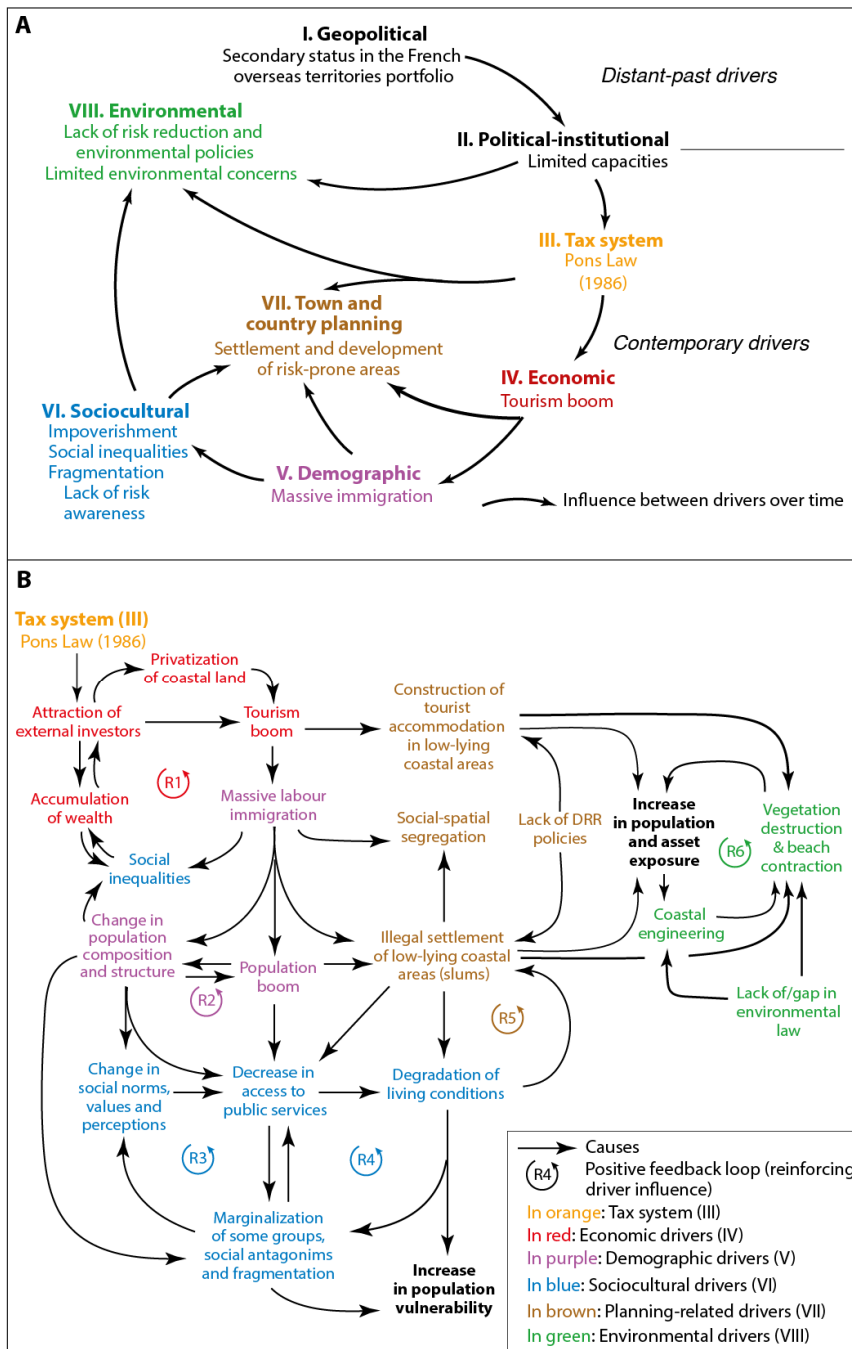 A
I. Geopolitical
Secondary status in the French
overseas territories portfolio
Distant-past drivers
VIII. Environmental
Lack of risk reduction and
environmental policies
Limited environmental concerns
II. Political-institutional
Limited capacities
III. Tax system
Pons Law
(1986)
VII. Town and
country planning
Settlement and development
of risk-prone areas
Contemporary drivers
IV. Economic
Tourism boom
VI. Sociocultural
Impoverishment
Social inequalities
Fragmentation
Lack of risk
awareness
V. Demographic
Massive immigration
Influence between drivers over time
B
Tax system (III)
Pons Law (1986)
Privatization
of coastal land
Attraction of
external investors
Tourism
boom
Construction of
tourist
accommodation
in low-lying
coastal areas
R1
Accumulation
of wealth
Massive labour
immigration
Social-spatial
segregation
Lack of DRR
policies
Increase
in population
and asset
exposure
R6
Vegetation
destruction
& beach
contraction
Social
inequalities
Change in
population
composition
and structure
Population
boom
Illegal settlement
of low-lying coastal
areas (slums)
Coastal
engineering
R2
R5
Lack of/gap in
environmental
law
Change in
social norms,
values and
perceptions
Decrease in
access to
public services
Degradation of
living conditions
R3
R4
Marginalization
of some groups,
social antagonims
and fragmentation
Increase
in population
vulnerability
Causes
R4
Positive feedback loop (reinforcing
driver influence)
In orange: Tax system (III)
In red: Economic drivers (IV)
In purple: Demographic drivers (V)
In blue: Sociocultural drivers (VI)
In brown: Planning-related drivers (VII)
In green: Environmental drivers (VIII)